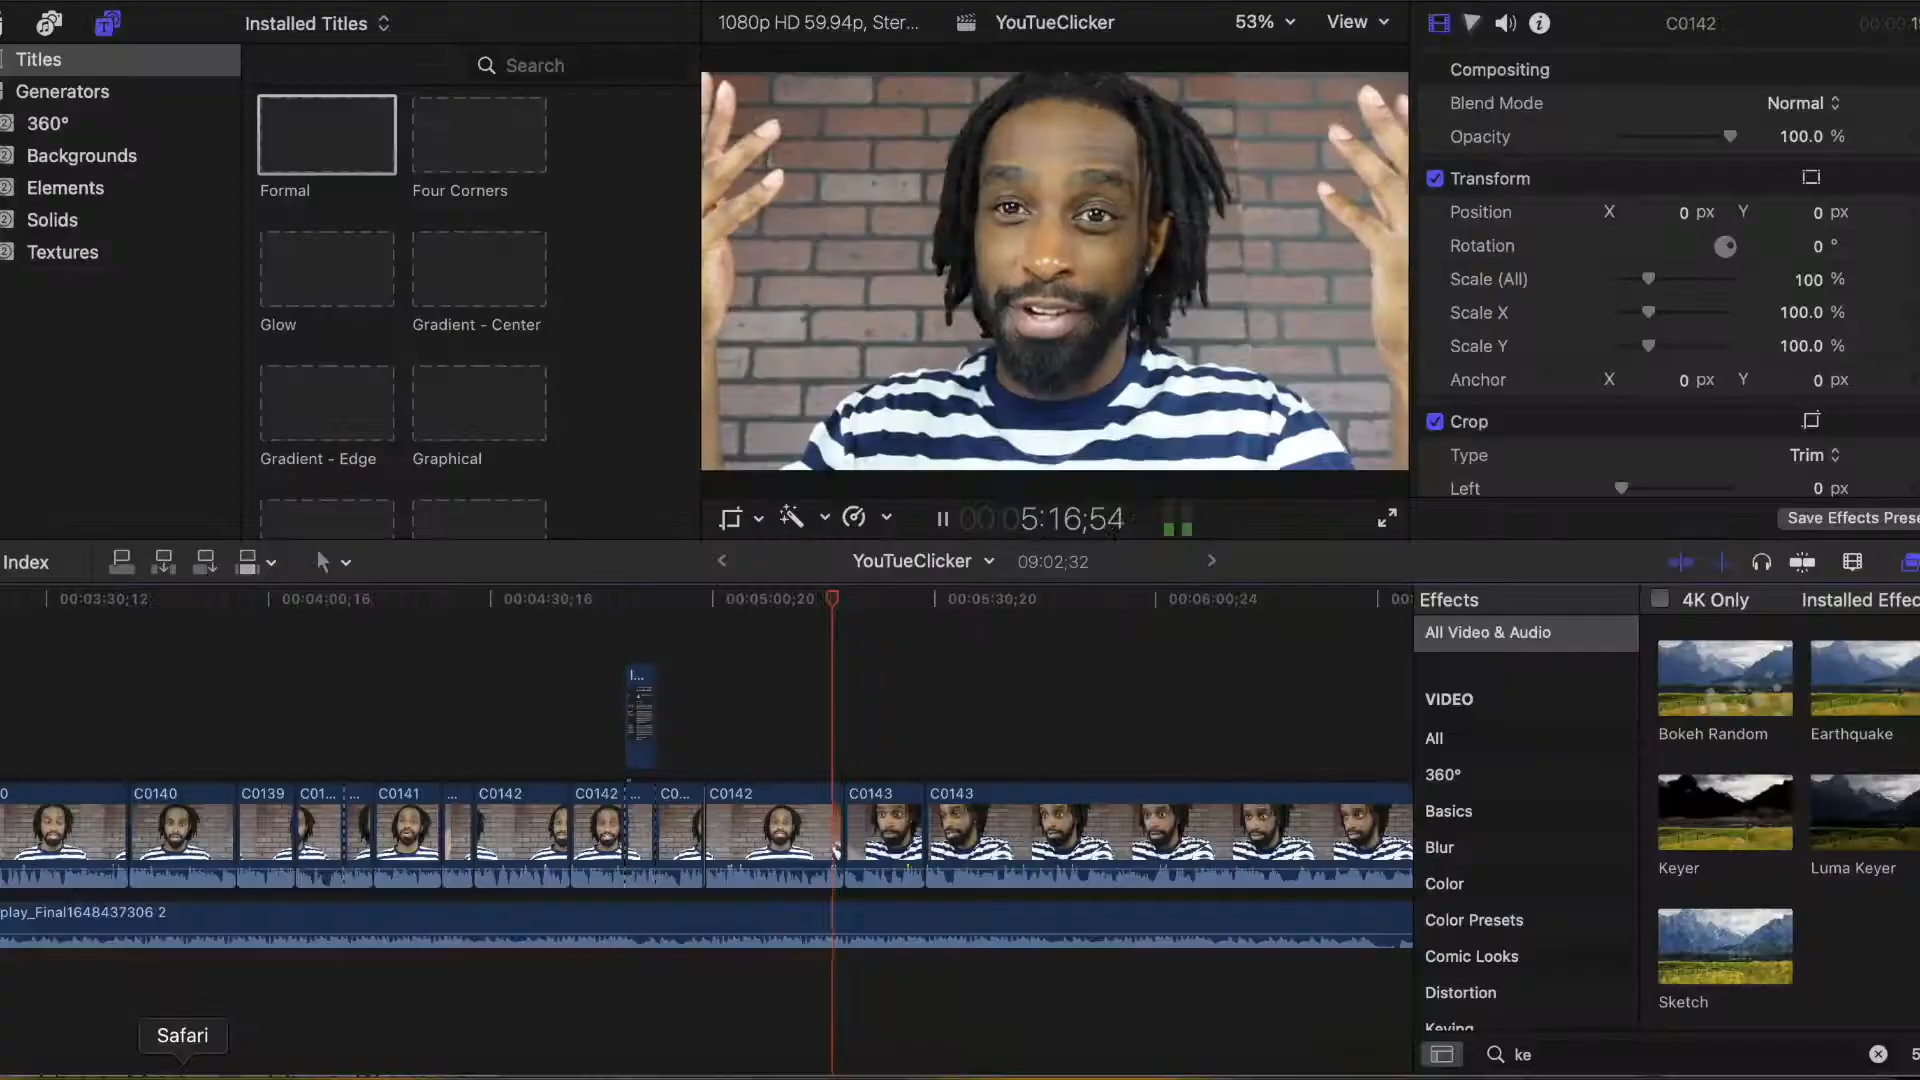 Installed Titles
1080p HD 59.94p, Ster...
YouTueClicker
53%
View
C0142
Titles
Generators
360°
Backgrounds
Elements
Solids
Textures
Search
Formal
Four Corners
Glow
Gradient - Center
Gradient - Edge
Graphical
Compositing
Blend Mode
Normal
Opacity
100.0 %
Transform
Position
X
0 px
Y
0 px
Rotation
0 °
Scale (All)
100 %
Scale X
100.0 %
Scale Y
100.0 %
Anchor
X
0 px
Y
0 px
Crop
Type
Trim
Left
0 px
Save Effects Prese
00:05:16;54
Index
YouTueClicker
09:02;32
00:03:30;12
00:04:00;16
00:04:30;16
00:05:00;20
00:05:30;20
00:06:00;24
00:
I...
0
C0140
C0139
C01...
...
C0141
...
C0142
C0142
...
C0...
C0142
C0143
C0143
play_Final1648437306 2
Effects
4K Only
Installed Effec
All Video & Audio
VIDEO
All
360°
Basics
Blur
Color
Color Presets
Comic Looks
Distortion
Keying
Bokeh Random
Earthquake
Keyer
Luma Keyer
Sketch
ke
5
Safari